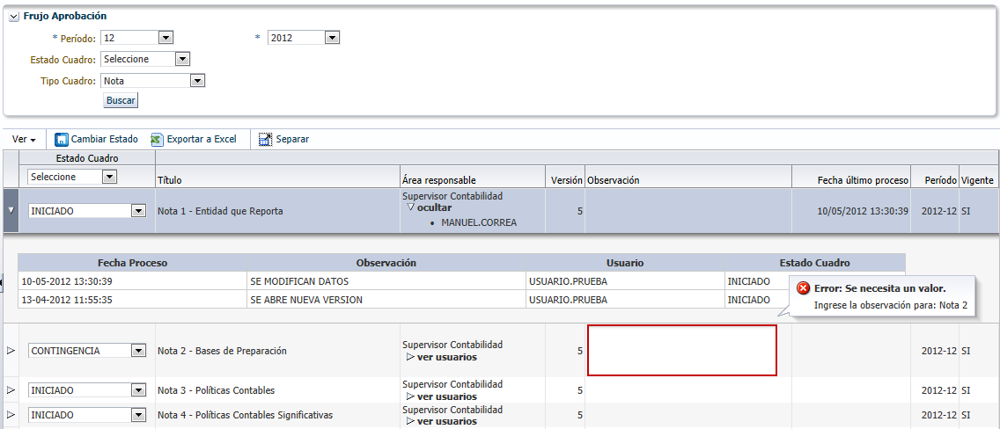 Frujo Aprobación
* Período: 12 * 2012
Estado Cuadro: Seleccione
Tipo Cuadro: Nota
Buscar
Ver Cambiar Estado Exportar a Excel Separar
Estado Cuadro
Seleccione Título Área responsable Versión Observación Fecha último proceso Período Vigente
Supervisor Contabilidad
INICIADO Nota 1 - Entidad que Reporta ocultar 5 10/05/2012 13:30:39 2012-12 SI
• MANUEL.CORREA
Fecha Proceso Observación Usuario Estado Cuadro
10-05-2012 13:30:39 SE MODIFICAN DATOS USUARIO.PRUEBA INICIADO
13-04-2012 11:55:35 SE ABRE NUEVA VERSION USUARIO.PRUEBA INICIADO
Error: Se necesita un valor.
Ingrese la observación para: Nota 2
Supervisor Contabilidad
CONTINGENCIA Nota 2 - Bases de Preparación ver usuarios 5 2012-12 SI
Supervisor Contabilidad
INICIADO Nota 3 - Políticas Contables ver usuarios 5 2012-12 SI
Supervisor Contabilidad
INICIADO Nota 4 - Políticas Contables Significativas ver usuarios 5 2012-12 SI